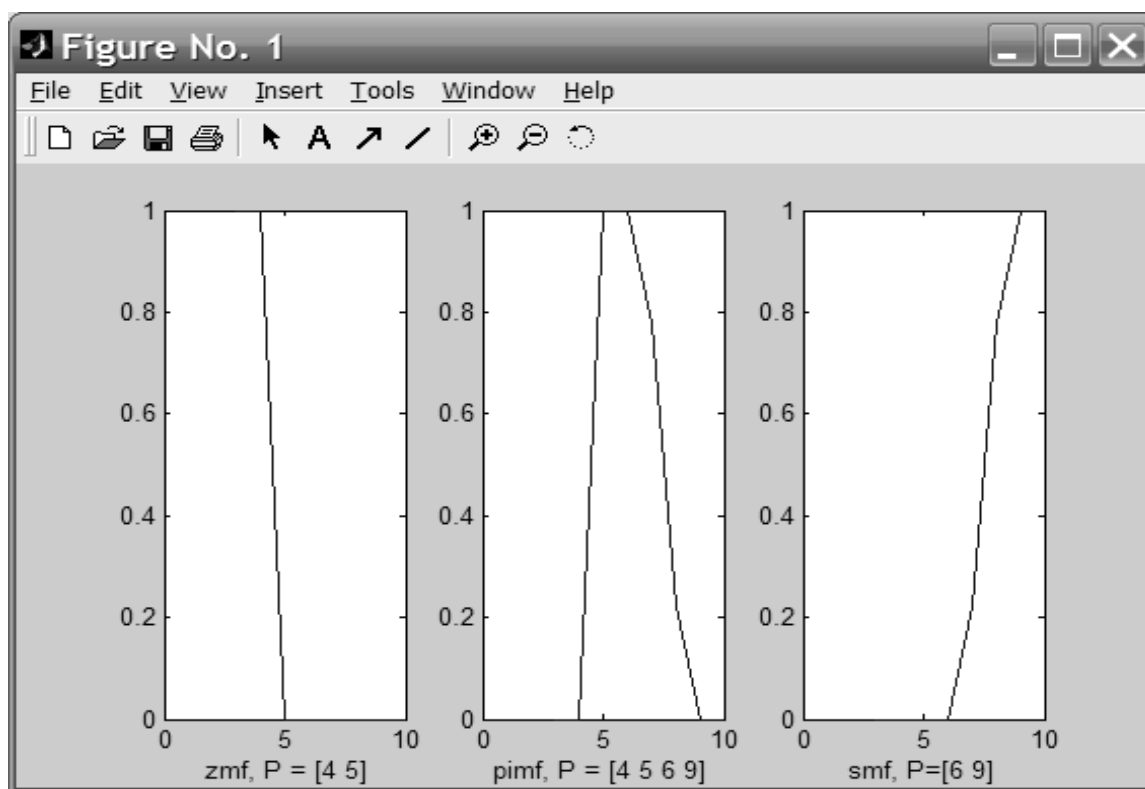 Figure No. 1
File Edit View Insert Tools Window Help
A
1
0.8
0.6
0.4
0.2
0
0 5 10
zmf, P = [4 5]
1
0.8
0.6
0.4
0.2
0
0 5 10
pimf, P = [4 5 6 9]
1
0.8
0.6
0.4
0.2
0
0 5 10
smf, P=[6 9]